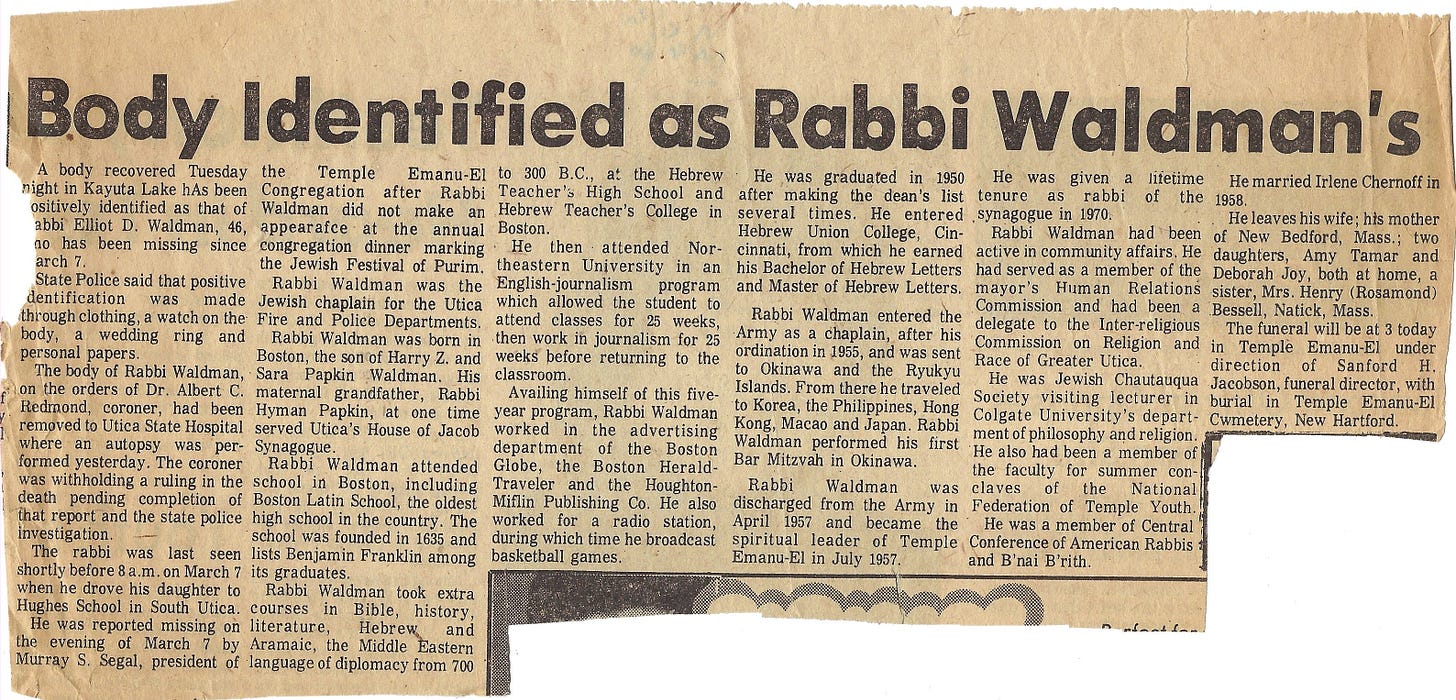 Body Identified as Rabbi Waldman's
A body recovered Tuesday
night in Kayuta Lake hAs been
ositively identified as that of
abbi Elliot D. Waldman, 46,
ho has been missing since
arch 7.
State Police said that positive
identification was made
through clothing, a watch on the
body, a wedding ring and
personal papers.
The body of Rabbi Waldman,
on the orders of Dr. Albert C.
Redmond, coroner, had been
removed to Utica State Hospital
where an autopsy was per-
formed yesterday. The coroner
was withholding a ruling in the
death pending completion of
that report and the state police
investigation.
The rabbi was last seen
shortly before 8 a.m. on March 7
when he drove his daughter to
Hughes School in South Utica.
He was reported missing on
the evening of March 7 by
Murray S. Segal, president of
the Temple Emanu-El
Congregation after Rabbi
Waldman did not make an
appearafce at the annual
congregation dinner marking
the Jewish Festival of Purim.
Rabbi Waldman was the
Jewish chaplain for the Utica
Fire and Police Departments.
Rabbi Waldman was born in
Boston, the son of Harry Z. and
Sara Papkin Waldman. His
maternal grandfather, Rabbi
Hyman Papkin, at one time
served Utica's House of Jacob
Synagogue.
Rabbi Waldman attended
school in Boston, including
Boston Latin School, the oldest
high school in the country. The
school was founded in 1635 and
lists Benjamin Franklin among
its graduates.
Rabbi Waldman took extra
courses in Bible, history,
literature, Hebrew and
Aramaic, the Middle Eastern
language of diplomacy from 700
to 300 B.C., at the Hebrew
Teacher's High School and
Hebrew Teacher's College in
Boston.
He then attended Nor-
theastern University in an
English-journalism program
which allowed the student to
attend classes for 25 weeks,
then work in journalism for 25
weeks before returning to the
classroom.
Availing himself of this five-
year program, Rabbi Waldman
worked in the advertising
department of the Boston
Globe, the Boston Herald-
Traveler and the Houghton-
Miflin Publishing Co. He also
worked for a radio station,
during which time he broadcast
basketball games.
He was graduated in 1950
after making the dean's list
several times. He entered
Hebrew Union College, Cin-
cinnati, from which he earned
his Bachelor of Hebrew Letters
and Master of Hebrew Letters.
Rabbi Waldman entered the
Army as a chaplain, after his
ordination in 1955, and was sent
to Okinawa and the Ryukyu
Islands. From there he traveled
to Korea, the Philippines, Hong
Kong, Macao and Japan. Rabbi
Waldman performed his first
Bar Mitzvah in Okinawa.
Rabbi Waldman was
discharged from the Army in
April 1957 and became the
spiritual leader of Temple
Emanu-El in July 1957.
He was given a lifetime
tenure as rabbi of the
synagogue in 1970.
Rabbi Waldman had been
active in community affairs. He
had served as a member of the
mayor's Human Relations
Commission and had been a
delegate to the Inter-religious
Commission on Religion and
Race of Greater Utica.
He was Jewish Chautauqua
Society visiting lecturer in
Colgate University's depart-
ment of philosophy and religion.
He also had been a member of
the faculty for summer con-
claves of the National
Federation of Temple Youth.
He was a member of Central
Conference of American Rabbis
and B'nai B'rith.
He married Irlene Chernoff in
1958.
He leaves his wife; his mother
of New Bedford, Mass.; two
daughters, Amy Tamar and
Deborah Joy, both at home, a
sister, Mrs. Henry (Rosamond)
Bessell, Natick, Mass.
The funeral will be at 3 today
in Temple Emanu-El under
direction of Sanford H.
Jacobson, funeral director, with
burial in Temple Emanu-El
Cwmetery, New Hartford.